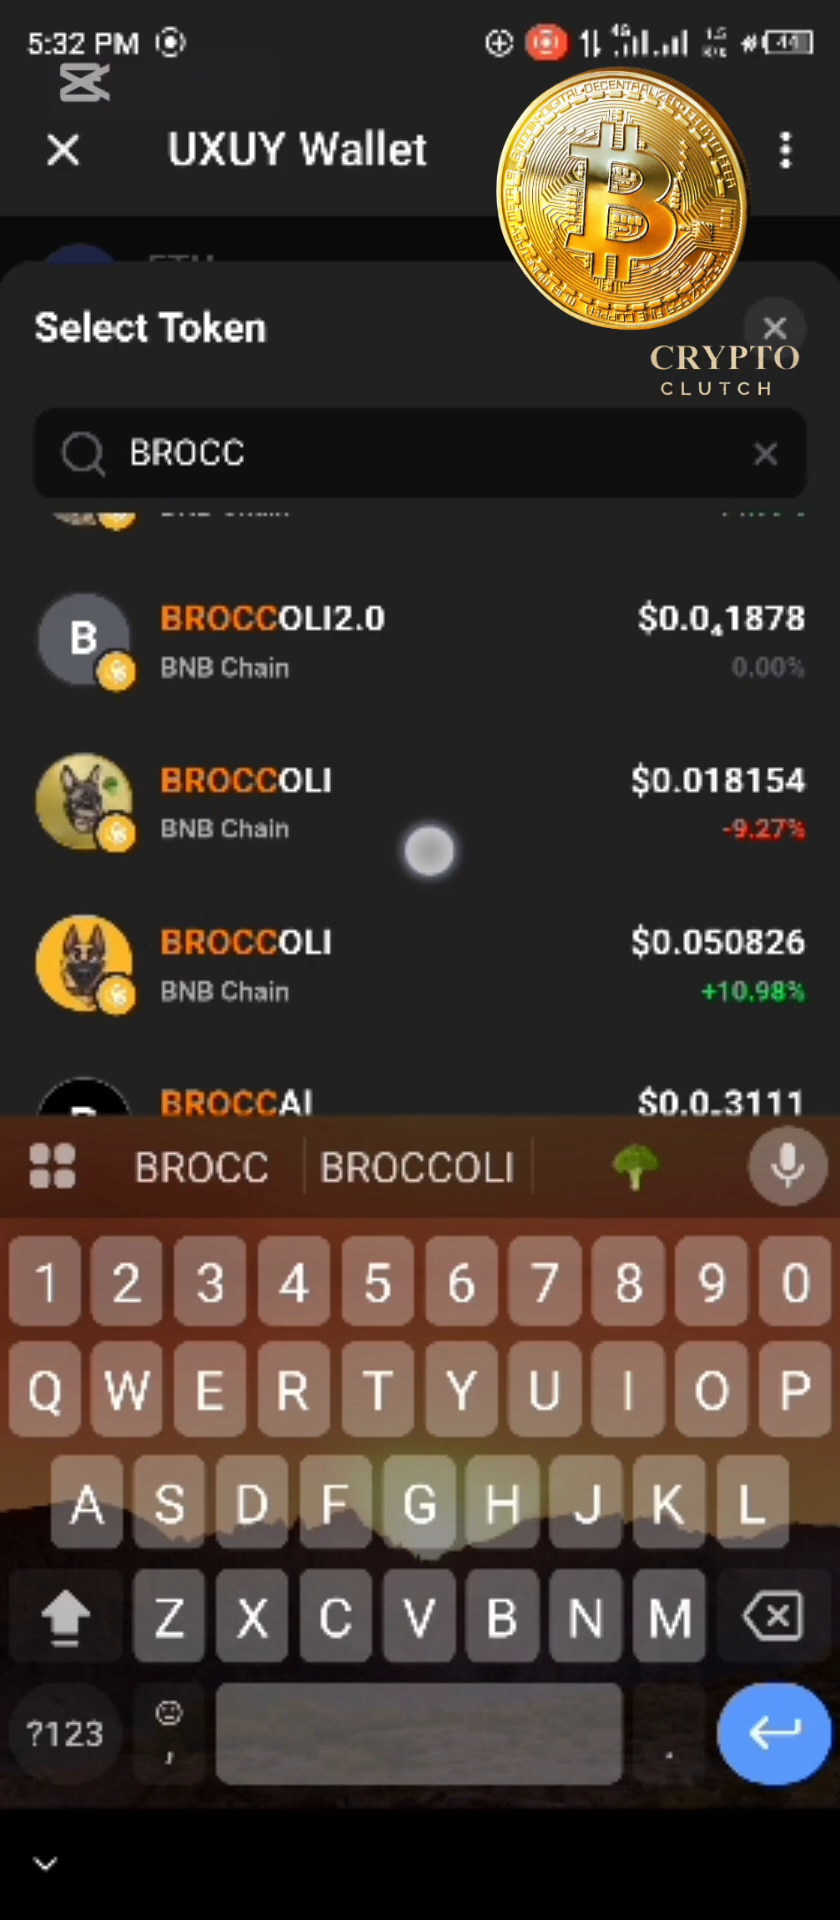 5:32 PM
4G
44
UXUY Wallet
Select Token
CRYPTO
CLUTCH
BROCC
B
BROCCOLI2.0
$0.0₄1878
BNB Chain
0.00%
BROCCOLI
$0.018154
BNB Chain
-9.27%
BROCCOLI
$0.050826
BNB Chain
+10.98%
BROCCAI
BROCC
BROCCOLI
1 2 3 4 5 6 7 8 9 0
Q W E R T Y U I O P
A S D F G H J K L
Z X C V B N M
?123 , .